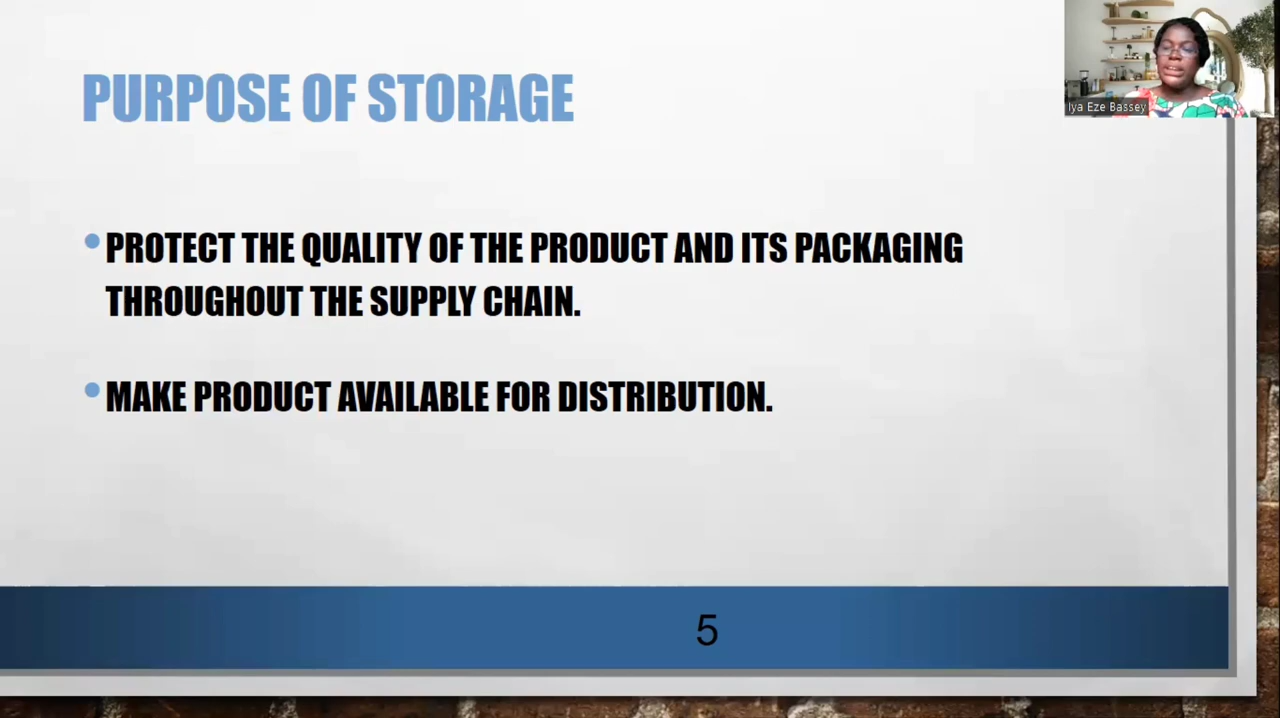 PURPOSE OF STORAGE
lya Eze Bassey
• PROTECT THE QUALITY OF THE PRODUCT AND ITS PACKAGING
THROUGHOUT THE SUPPLY CHAIN.
• MAKE PRODUCT AVAILABLE FOR DISTRIBUTION.
5